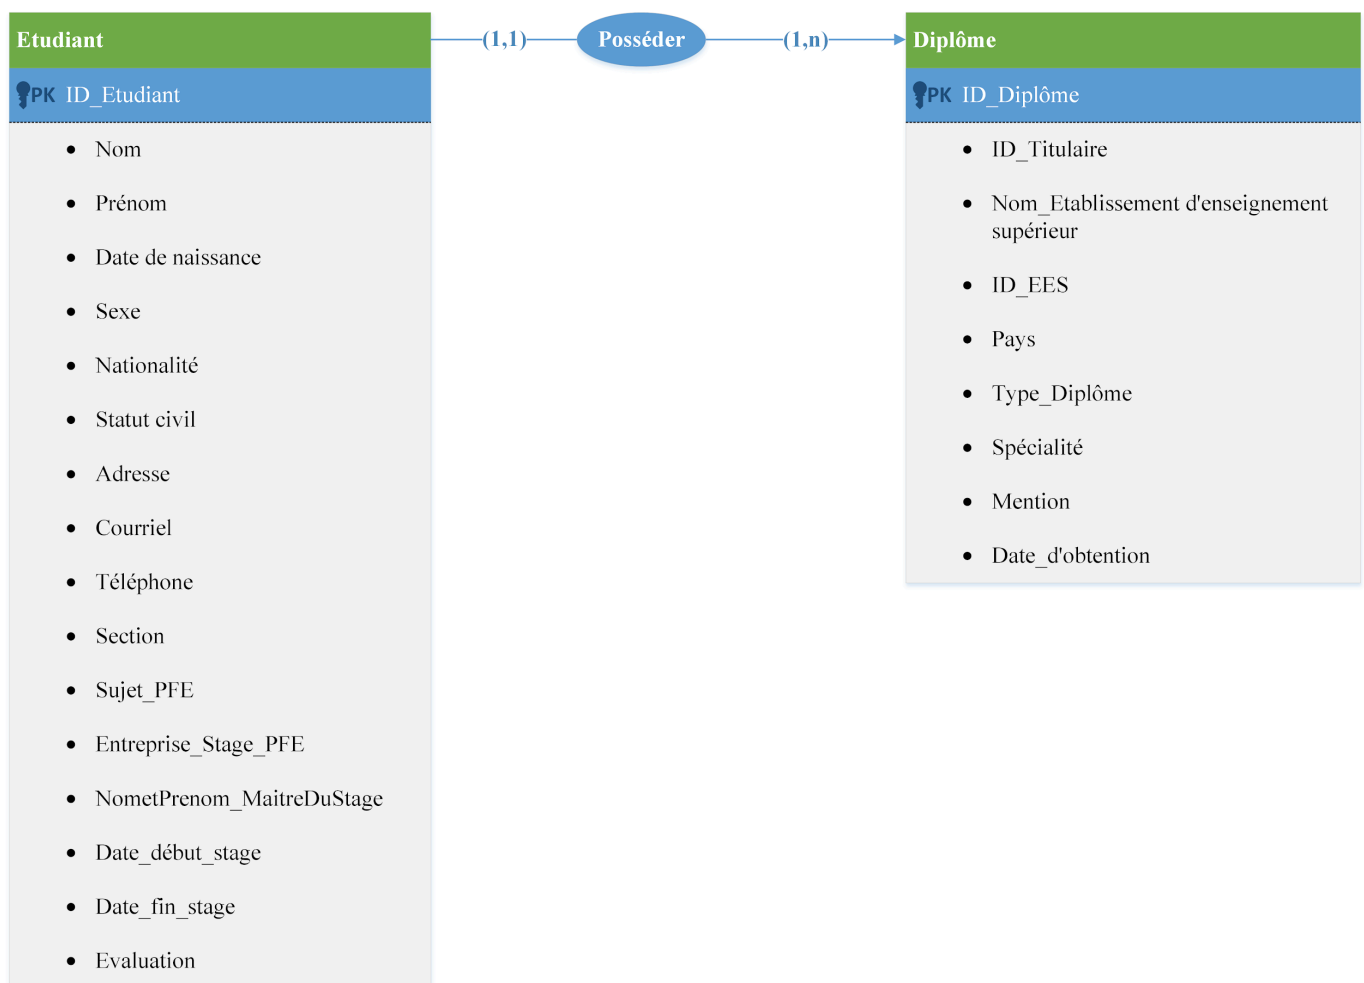 Etudiant
PK ID_Etudiant
Nom
Prénom
Date de naissance
Sexe
Nationalité
Statut civil
Adresse
Courriel
Téléphone
Section
Sujet_PFE
Entreprise_Stage_PFE
NometPrenom_MaitreDuStage
Date_début_stage
Date_fin_stage
Evaluation
(1,1)
Posséder
(1,n)
Diplôme
PK ID_Diplôme
ID_Titulaire
Nom_Etablissement d'enseignement
supérieur
ID_EES
Pays
Type_Diplôme
Spécialité
Mention
Date_d'obtention